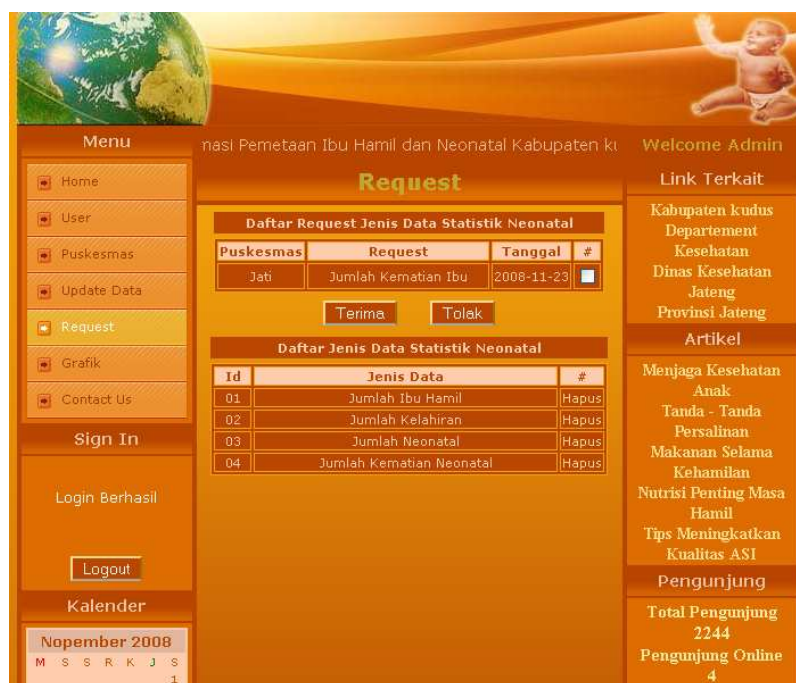 Menu
nasi Pemetaan Ibu Hamil dan Neonatal Kabupaten ku
Welcome Admin
Home
User
Puskesmas
Update Data
Request
Grafik
Contact Us
Sign In
Login Berhasil
Logout
Kalender
Nopember 2008
M S S R K J S
1
Request
Daftar Request Jenis Data Statistik Neonatal
Puskesmas Request Tanggal #
Jati Jumlah Kematian Ibu 2008-11-23
Terima Tolak
Daftar Jenis Data Statistik Neonatal
Id Jenis Data #
01 Jumlah Ibu Hamil Hapus
02 Jumlah Kelahiran Hapus
03 Jumlah Neonatal Hapus
04 Jumlah Kematian Neonatal Hapus
Link Terkait
Kabupaten kudus
Departement
Kesehatan
Dinas Kesehatan
Jateng
Provinsi Jateng
Artikel
Menjaga Kesehatan
Anak
Tanda - Tanda
Persalinan
Makanan Selama
Kehamilan
Nutrisi Penting Masa
Hamil
Tips Meningkatkan
Kualitas ASI
Pengunjung
Total Pengunjung
2244
Pengunjung Online
4